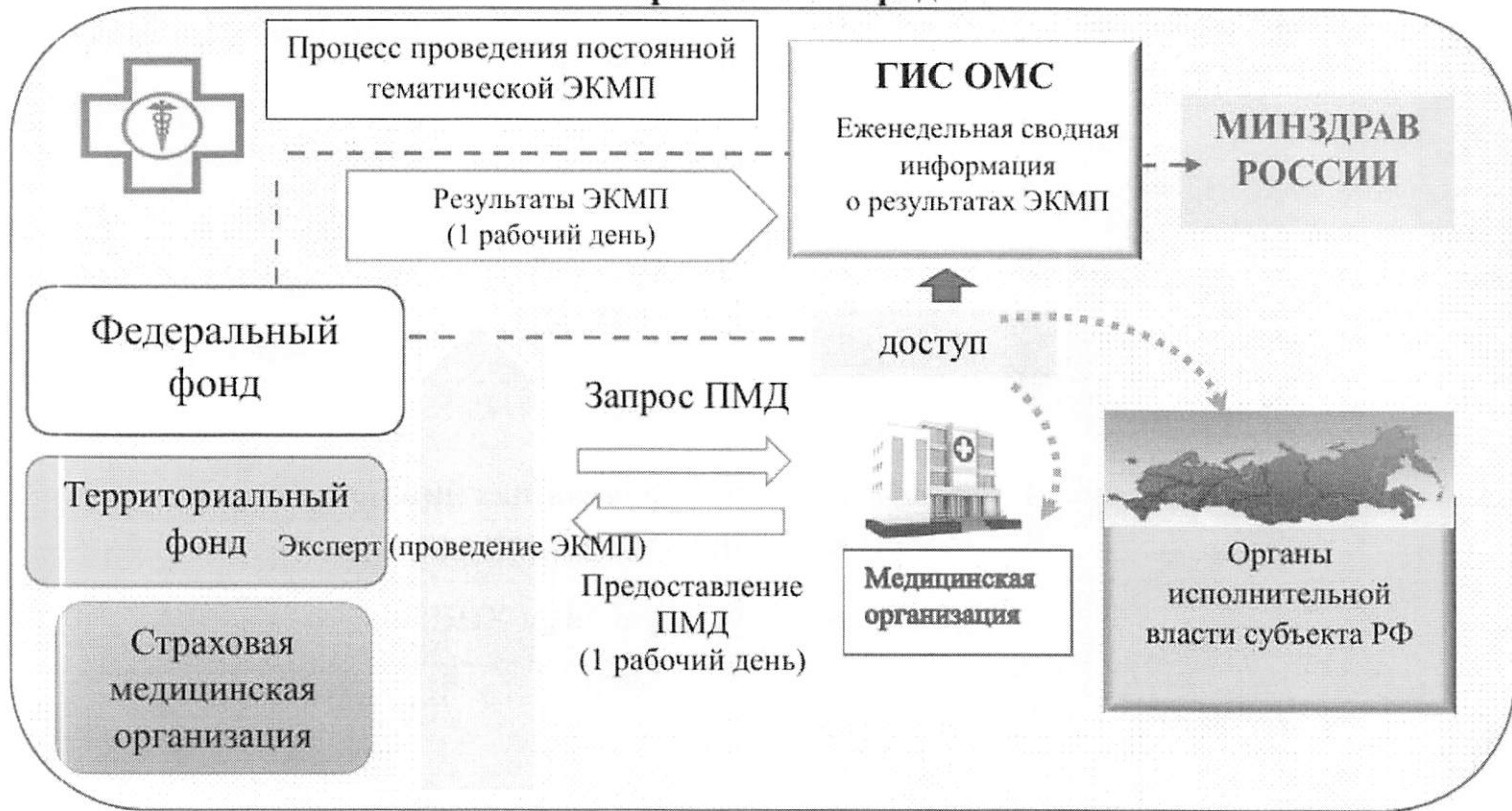 Процесс проведения постоянной
тематической ЭКМП
ГИС ОМС
Еженедельная сводная
информация
о результатах ЭКМП
МИНЗДРАВ
РОССИИ
Результаты ЭКМП
(1 рабочий день)
Федеральный
фонд
доступ
Запрос ПМД
Территориальный
фонд
Эксперт (проведение ЭКМП)
Предоставление
ПМД
(1 рабочий день)
Медицинская
организация
Органы
исполнительной
власти субъекта РФ
Страховая
медицинская
организация